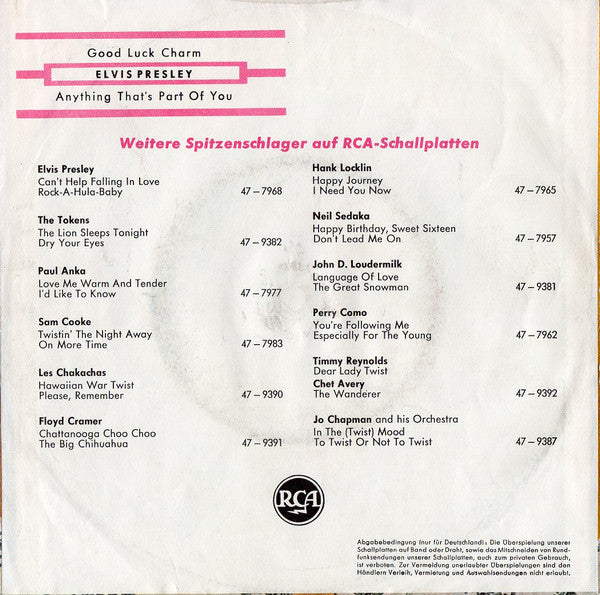 Good Luck Charm
ELVIS PRESLEY
Anything That's Part Of You
Weitere Spitzenschlager auf RCA-Schallplatten
Elvis Presley
Can't Help Falling In Love
Rock-A-Hula-Baby 47–7968
The Tokens
The Lion Sleeps Tonight
Dry Your Eyes 47–9382
Paul Anka
Love Me Warm And Tender
I'd Like To Know 47–7977
Sam Cooke
Twistin' The Night Away
On More Time 47–7983
Les Chakachas
Hawaiian War Twist
Please, Remember 47–9390
Floyd Cramer
Chattanooga Choo Choo
The Big Chihuahua 47–9391
Hank Locklin
Happy Journey
I Need You Now 47–7965
Neil Sedaka
Happy Birthday, Sweet Sixteen
Don't Lead Me On 47–7957
John D. Loudermilk
Language Of Love
The Great Snowman 47–9381
Perry Como
You're Following Me
Especially For The Young 47–7962
Timmy Reynolds
Dear Lady Twist
Chet Avery
The Wanderer 47–9392
Jo Chapman and his Orchestra
In The (Twist) Mood
To Twist Or Not To Twist 47–9387
RCA
Abgabebedingung (nur für Deutschland): Die Überspielung unserer
Schallplatten auf Band oder Draht, sowie das Mitschneiden von Rund-
funksendungen unserer Schallplatten, auch zum privaten Gebrauch,
ist verboten. Zur Vermeidung unerlaubter Überspielungen sind den
Händlern Verleih, Vermietung und Auswahlsendungen nicht erlaubt.